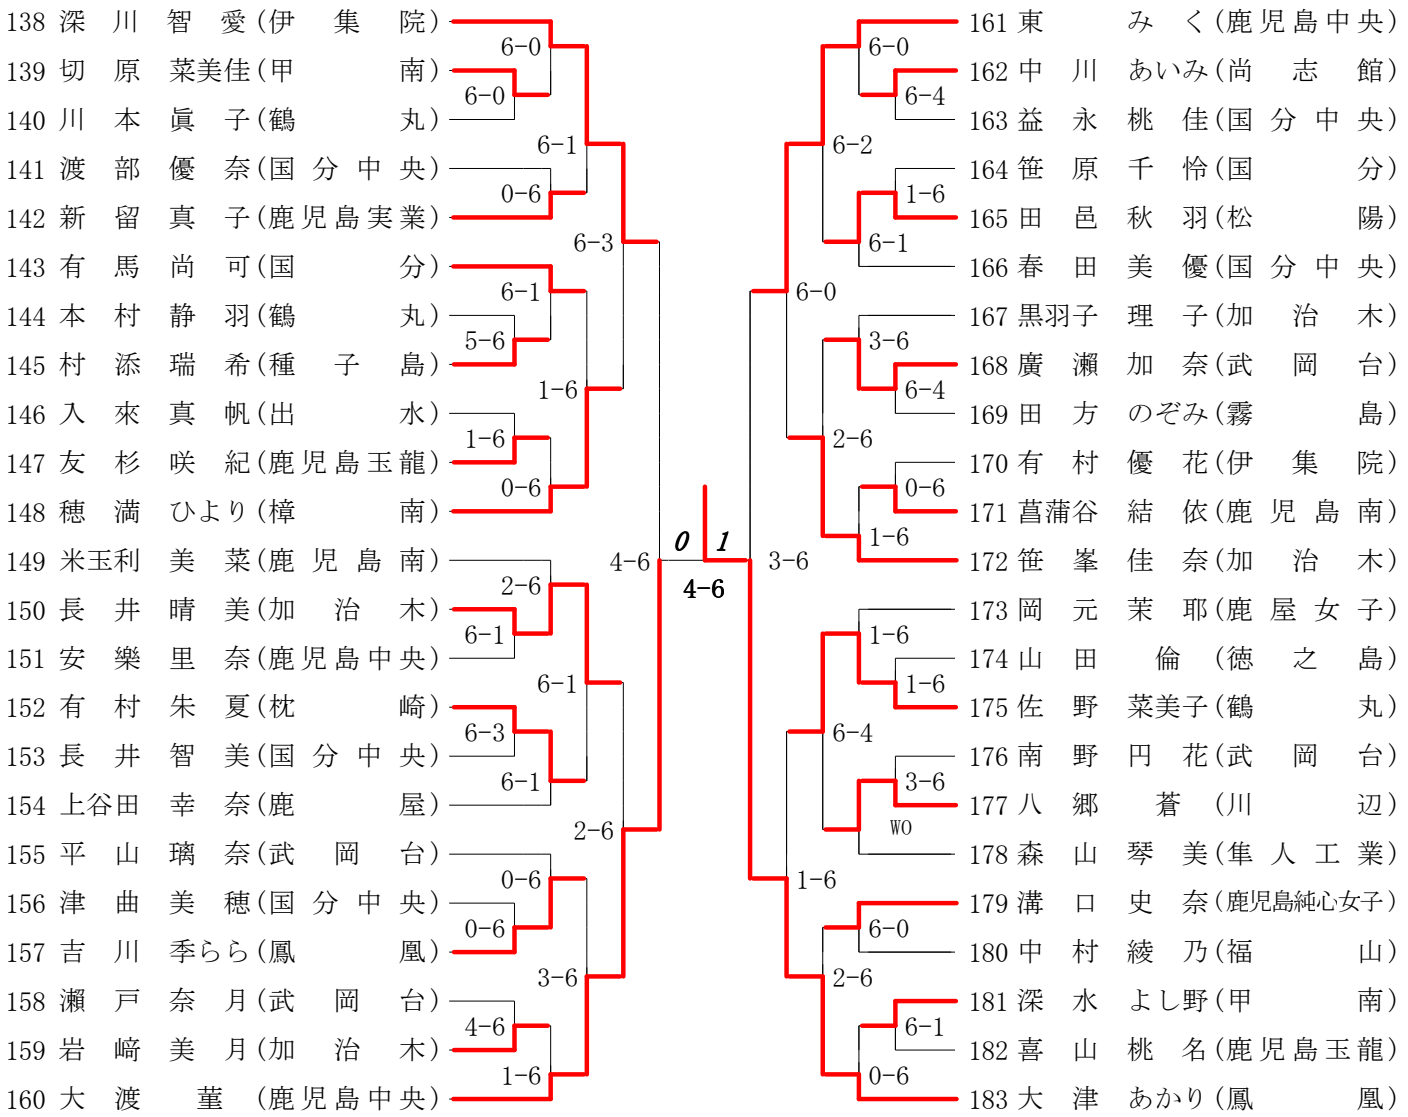 138 深川 智愛 (伊集院)
6-0
139 切原 菜美佳 (甲南)
6-0
140 川本 眞子 (鶴丸)
6-1
141 渡部 優奈 (国分中央)
0-6
142 新留 真子 (鹿児島実業)
6-3
143 有馬 尚可 (国分)
6-1
144 本村 静羽 (鶴丸)
5-6
145 村添 瑞希 (種子島)
1-6
146 入來 真帆 (出水)
1-6
147 友杉 咲紀 (鹿児島玉龍)
0-6
148 穂満 ひより (樟南)
149 米玉利 美菜 (鹿児島南)
4-6
2-6
150 長井 晴美 (加治木)
6-1
151 安樂 里奈 (鹿児島中央)
6-1
152 有村 朱夏 (枕崎)
6-3
153 長井 智美 (国分中央)
6-1
154 上谷田 幸奈 (鹿屋)
2-6
155 平山 璃奈 (武岡台)
0-6
156 津曲 美穂 (国分中央)
0-6
157 吉川 季らら (鳳凰)
3-6
158 瀬戸 奈月 (武岡台)
4-6
159 岩﨑 美月 (加治木)
1-6
160 大渡 菫 (鹿児島中央)
0 1
4-6
161 東 みく (鹿児島中央)
6-0
162 中川 あいみ (尚志館)
6-4
163 益永 桃佳 (国分中央)
6-2
164 笹原 千怜 (国分)
1-6
165 田邑 秋羽 (松陽)
6-1
166 春田 美優 (国分中央)
6-0
167 黒羽子 理子 (加治木)
3-6
168 廣瀬 加奈 (武岡台)
6-4
169 田方 のぞみ (霧島)
2-6
170 有村 優花 (伊集院)
0-6
171 菖蒲谷 結依 (鹿児島南)
1-6
172 笹峯 佳奈 (加治木)
3-6
173 岡元 茉耶 (鹿屋女子)
1-6
174 山田 倫 (徳之島)
1-6
175 佐野 菜美子 (鶴丸)
6-4
176 南野 円花 (武岡台)
3-6
177 八郷 蒼 (川辺)
WO
178 森山 琴美 (隼人工業)
1-6
179 溝口 史奈 (鹿児島純心女子)
6-0
180 中村 綾乃 (福山)
2-6
181 深水 よし野 (甲南)
6-1
182 喜山 桃名 (鹿児島玉龍)
0-6
183 大津 あかり (鳳凰)